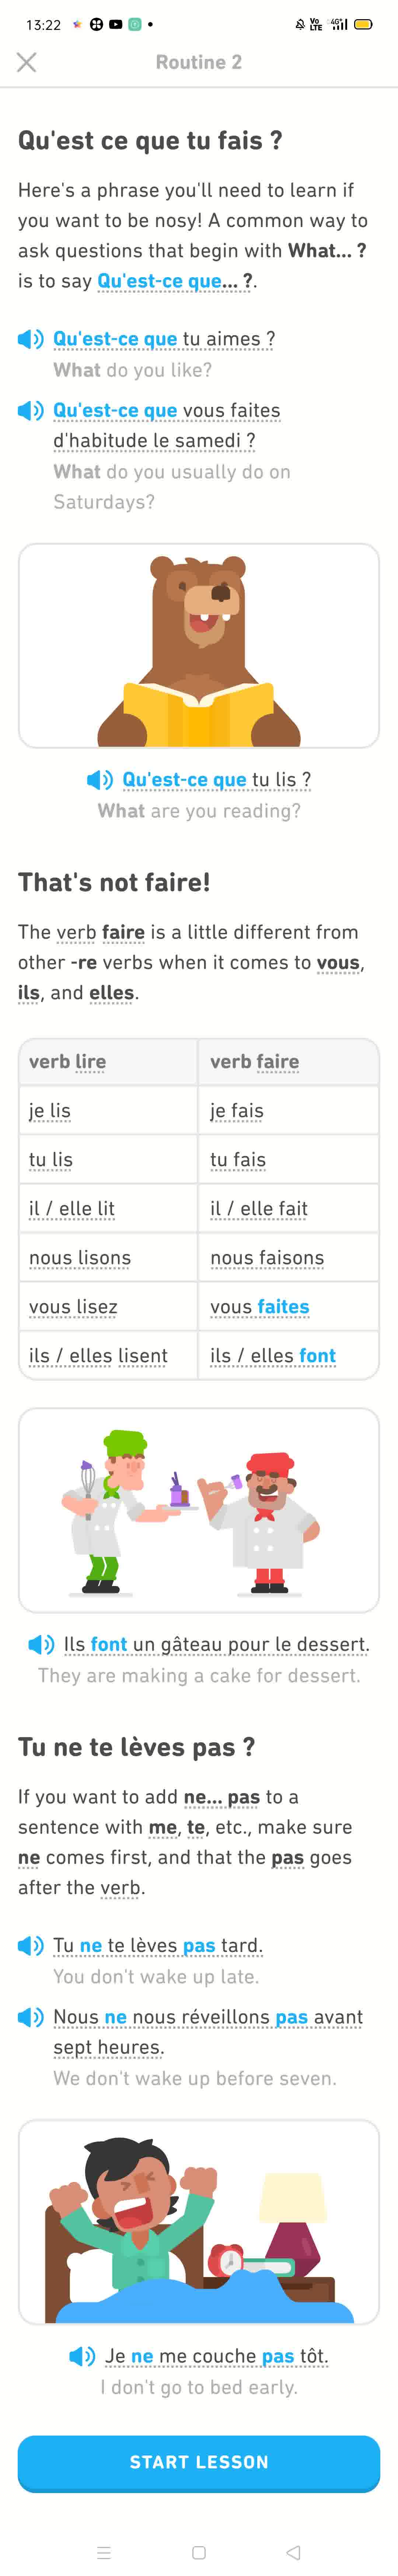 13:22
Vo
LTE
4G
Routine 2
Qu'est ce que tu fais ?
Here's a phrase you'll need to learn if
you want to be nosy! A common way to
ask questions that begin with What... ?
is to say Qu'est-ce que... ?.
Qu'est-ce que tu aimes ?
What do you like?
Qu'est-ce que vous faites
d'habitude le samedi ?
What do you usually do on
Saturdays?
Qu'est-ce que tu lis ?
What are you reading?
That's not faire!
The verb faire is a little different from
other -re verbs when it comes to vous,
ils, and elles.
verb lire
verb faire
je lis
je fais
tu lis
tu fais
il / elle lit
il / elle fait
nous lisons
nous faisons
vous lisez
vous faites
ils / elles lisent
ils / elles font
Ils font un gâteau pour le dessert.
They are making a cake for dessert.
Tu ne te lèves pas ?
If you want to add ne... pas to a
sentence with me, te, etc., make sure
ne comes first, and that the pas goes
after the verb.
Tu ne te lèves pas tard.
You don't wake up late.
Nous ne nous réveillons pas avant
sept heures.
We don't wake up before seven.
Je ne me couche pas tôt.
I don't go to bed early.
START LESSON